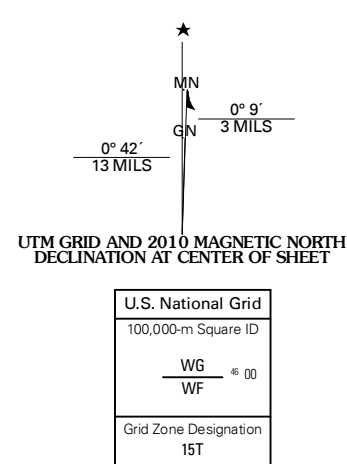 ★
MN
0° 9´
3 MILS
GN
0° 42´
13 MILS
UTM GRID AND 2010 MAGNETIC NORTH
DECLINATION AT CENTER OF SHEET
U.S. National Grid
100,000-m Square ID
WG
46 00
WF
Grid Zone Designation
15T